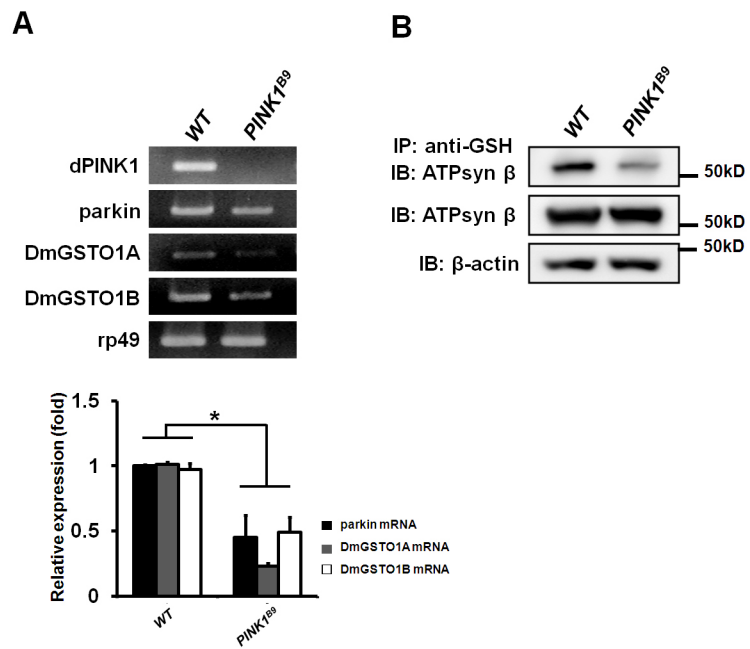 A
WT PINK1B9
dPINK1
parkin
DmGSTO1A
DmGSTO1B
rp49
Relative expression (fold)
1.5
1
0.5
0
*
WT PINK1B9
parkin mRNA
DmGSTO1A mRNA
DmGSTO1B mRNA
B
WT PINK1B9
IP: anti-GSH
IB: ATPsyn β
50kD
IB: ATPsyn β
50kD
50kD
IB: β-actin